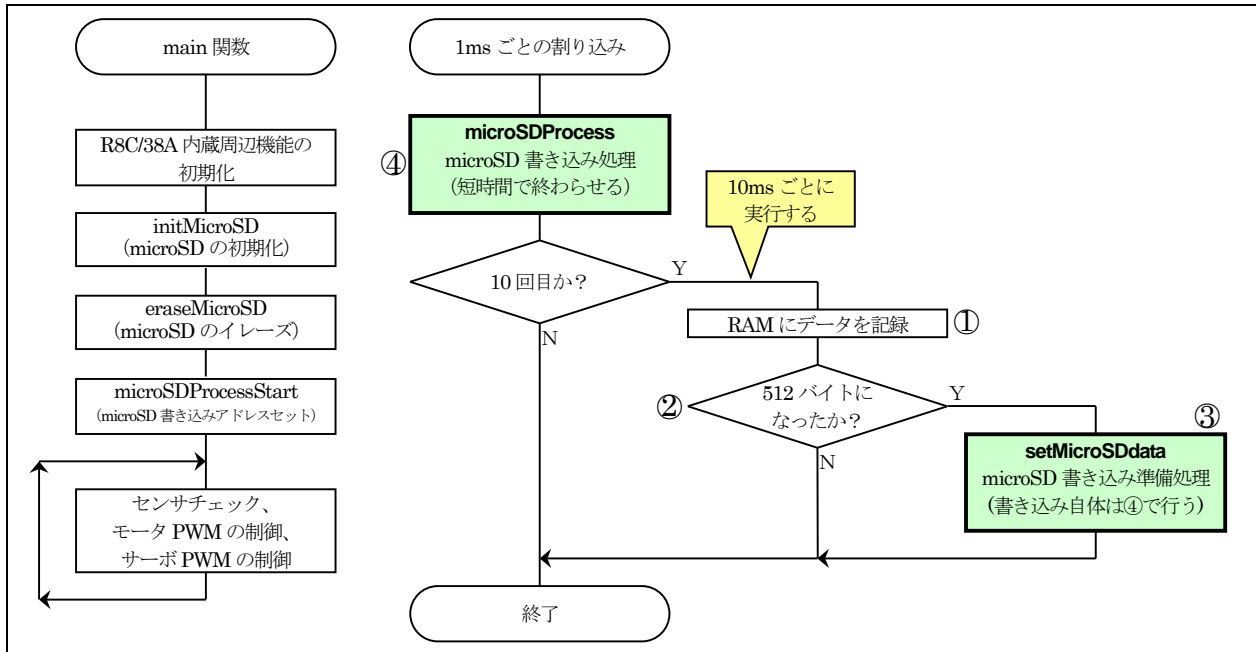 main 関数
R8C/38A 内蔵周辺機能の
初期化
initMicroSD
(microSD の初期化)
eraseMicroSD
(microSD のイレーズ)
microSDProcessStart
(microSD 書き込みアドレスセット)
センサチェック、
モータ PWM の制御、
サーボ PWM の制御
1ms ごとの割り込み
④
microSDProcess
microSD 書き込み処理
(短時間で終わらせる)
10ms ごとに
実行する
10 回目か？
Y
N
RAM にデータを記録
①
②
512 バイトに
なったか？
Y
N
③
setMicroSDdata
microSD 書き込み準備処理
(書き込み自体は④で行う)
終了